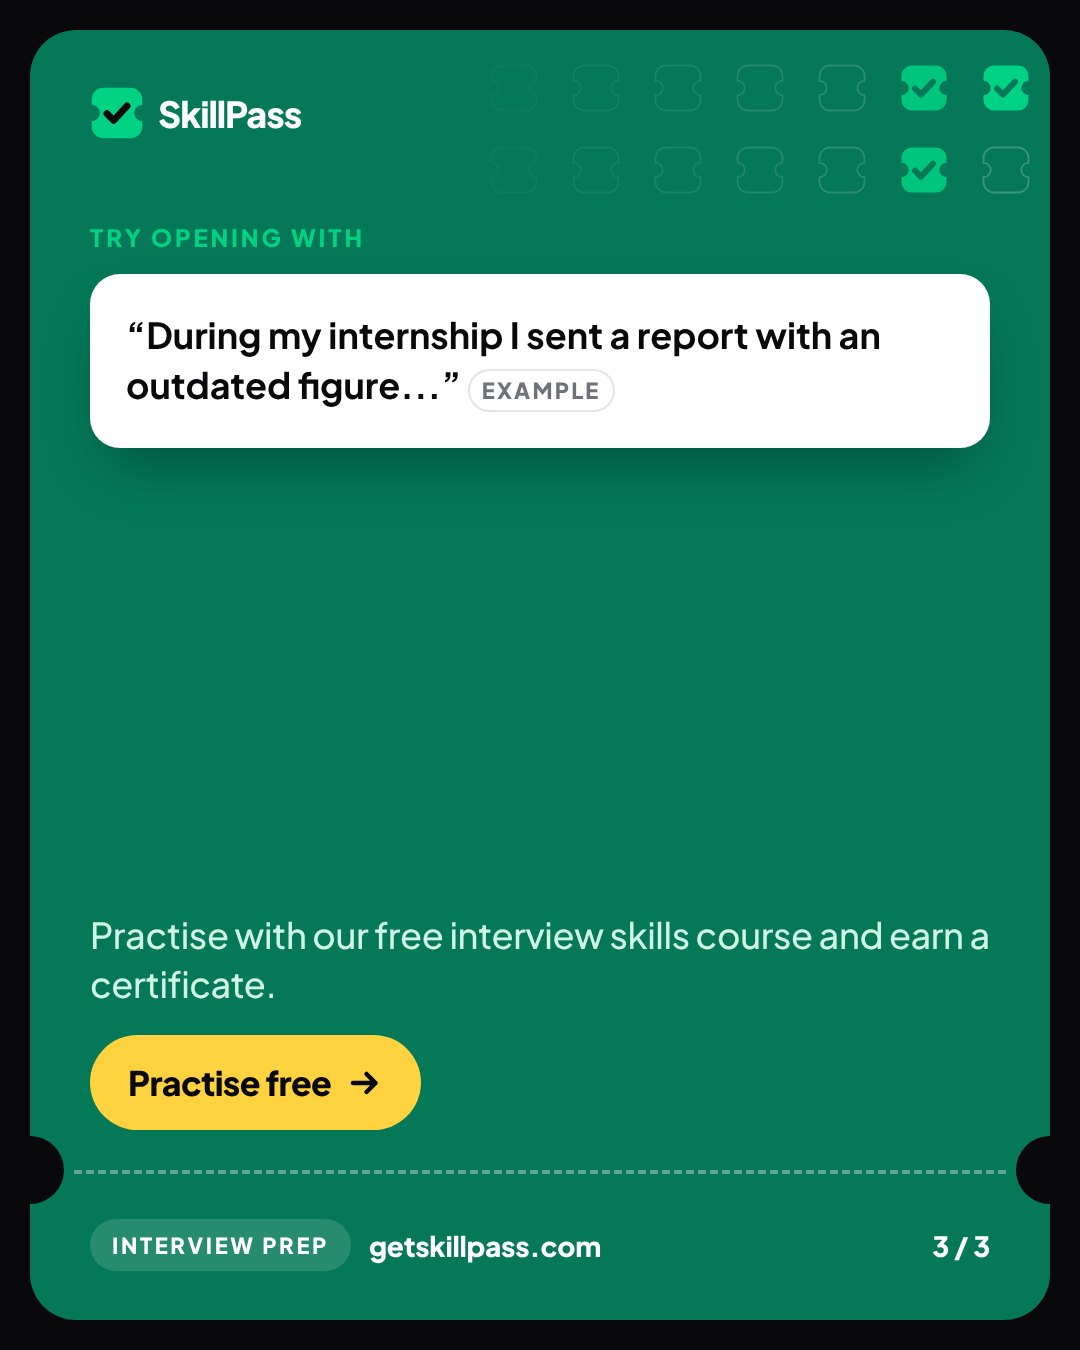 SkillPass
TRY OPENING WITH
“During my internship I sent a report with an
outdated figure...” EXAMPLE
Practise with our free interview skills course and earn a
certificate.
Practise free →
INTERVIEW PREP getskillpass.com 3 / 3